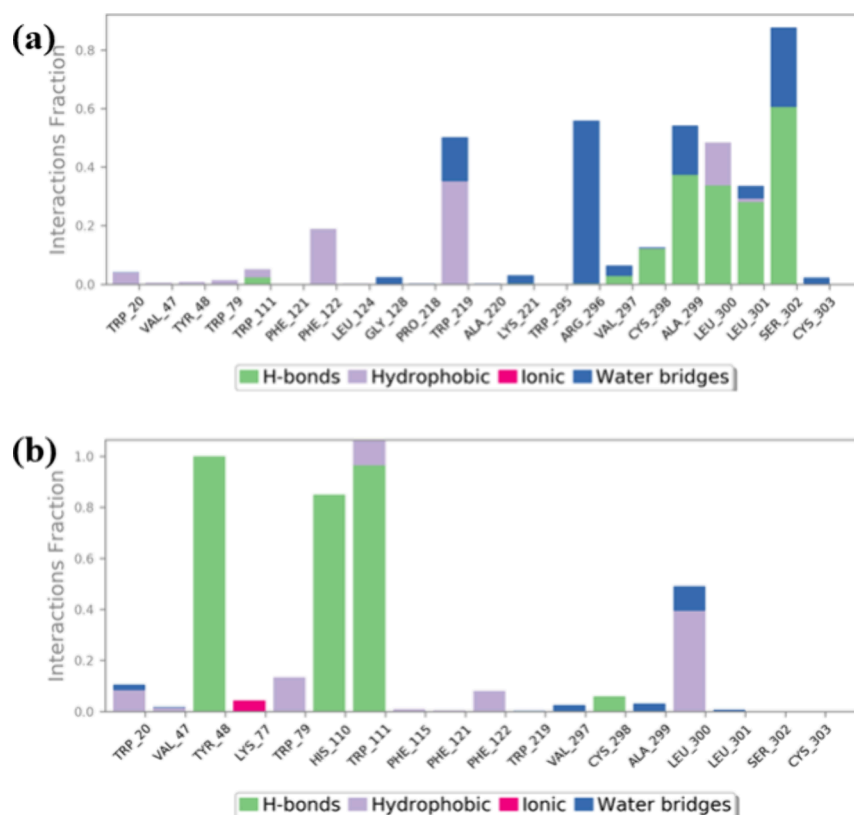 (a)
Interactions Fraction
0.8
0.6
0.4
0.2
0.0
TRP_20
VAL_47
TYR_48
TRP_79
TRP_111
PHE_121
PHE_122
LEU_124
GLY_128
PRO_218
TRP_219
ALA_220
LYS_221
TRP_295
ARG_296
VAL_297
CYS_298
ALA_299
LEU_300
LEU_301
SER_302
CYS_303
H-bonds Hydrophobic Ionic Water bridges
(b)
Interactions Fraction
1.0
0.8
0.6
0.4
0.2
0.0
TRP_20
VAL_47
TYR_48
LYS_77
TRP_79
HIS_110
TRP_111
PHE_115
PHE_121
PHE_122
TRP_219
VAL_297
CYS_298
ALA_299
LEU_300
LEU_301
SER_302
CYS_303
H-bonds Hydrophobic Ionic Water bridges